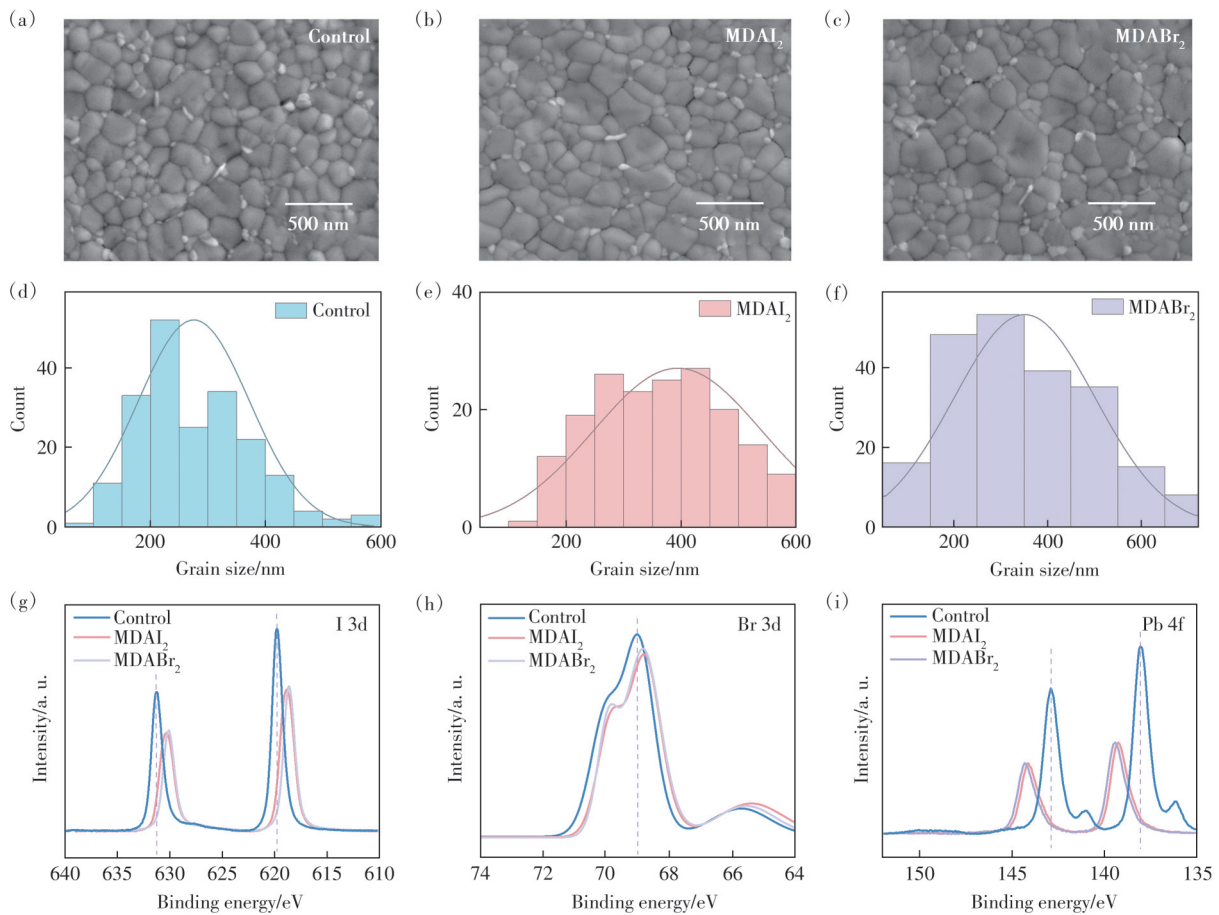 (a)
Control
500 nm
(b)
MDAI₂
500 nm
(c)
MDABr₂
500 nm
(d)
Control
40
20
0
Count
200
400
600
Grain size/nm
(e)
MDAI₂
40
20
0
Count
200
400
600
Grain size/nm
(f)
MDABr₂
40
20
0
Count
200
400
600
Grain size/nm
(g)
Control
MDAI₂
MDABr₂
I 3d
Intensity/a. u.
640 635 630 625 620 615 610
Binding energy/eV
(h)
Control
MDAI₂
MDABr₂
Br 3d
Intensity/a. u.
74 72 70 68 66 64
Binding energy/eV
(i)
Control
MDAI₂
MDABr₂
Pb 4f
Intensity/a. u.
150 145 140 135
Binding energy/eV